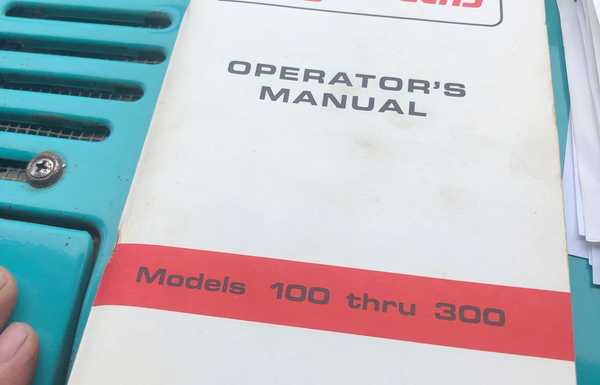 OPERATOR'S
MANUAL
Models 100 thru 300